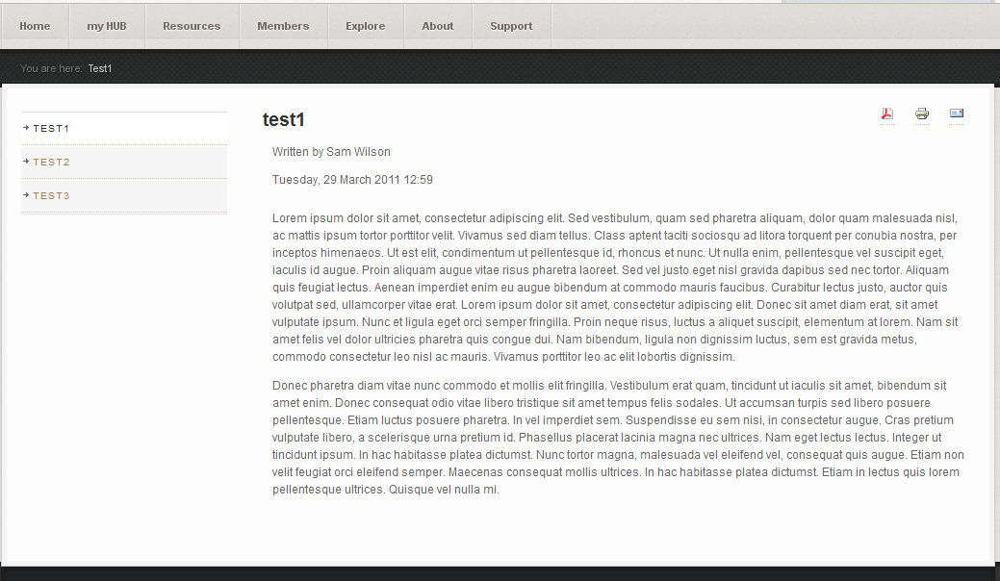 Home myHUB Resources Members Explore About Support
You are here: Test1
TEST1
TEST2
TEST3
test1
Written by Sam Wilson
Tuesday, 29 March 2011 12:59
Lorem ipsum dolor sit amet, consectetur adipiscing elit. Sed vestibulum, quam sed pharetra aliquam, dolor quam malesuada nisl,
ac mattis ipsum tortor porttitor velit. Vivamus sed diam tellus. Class aptent taciti sociosqu ad litora torquent per conubia nostra, per
inceptos himenaeos. Ut est elit, condimentum ut pellentesque id, rhoncus et nunc. Ut nulla enim, pellentesque vel suscipit eget,
iaculis id augue. Proin aliquam augue vitae risus pharetra laoreet. Sed vel justo eget nisl gravida dapibus sed nec tortor. Aliquam
quis feugiat lectus. Aenean imperdiet enim eu augue bibendum at commodo mauris faucibus. Curabitur lectus justo, auctor quis
volutpat sed, ullamcorper vitae erat. Lorem ipsum dolor sit amet, consectetur adipiscing elit. Donec sit amet diam erat, sit amet
vulputate ipsum. Nunc et ligula eget orci semper fringilla. Proin neque risus, luctus a aliquet suscipit, elementum at lorem. Nam sit
amet felis vel dolor ultricies pharetra quis congue dui. Nam bibendum, ligula non dignissim luctus, sem est gravida metus,
commodo consectetur leo nisl ac mauris. Vivamus porttitor leo ac elit lobortis dignissim.
Donec pharetra diam vitae nunc commodo et mollis elit fringilla. Vestibulum erat quam, tincidunt ut iaculis sit amet, bibendum sit
amet enim. Donec consequat odio vitae libero tristique sit amet tempus felis sodales. Ut accumsan turpis sed libero posuere
pellentesque. Etiam luctus posuere pharetra. In vel imperdiet sem. Suspendisse eu sem nisi, in consectetur augue. Cras pretium
vulputate libero, a scelerisque urna pretium id. Phasellus placerat lacinia magna nec ultrices. Nam eget lectus lectus. Integer ut
tincidunt ipsum. In hac habitasse platea dictumst. Nunc tortor magna, malesuada vel eleifend vel, consequat quis augue. Etiam non
velit feugiat orci eleifend semper. Maecenas consequat mollis ultrices. In hac habitasse platea dictumst. Etiam in lectus quis lorem
pellentesque ultrices. Quisque vel nulla mi.